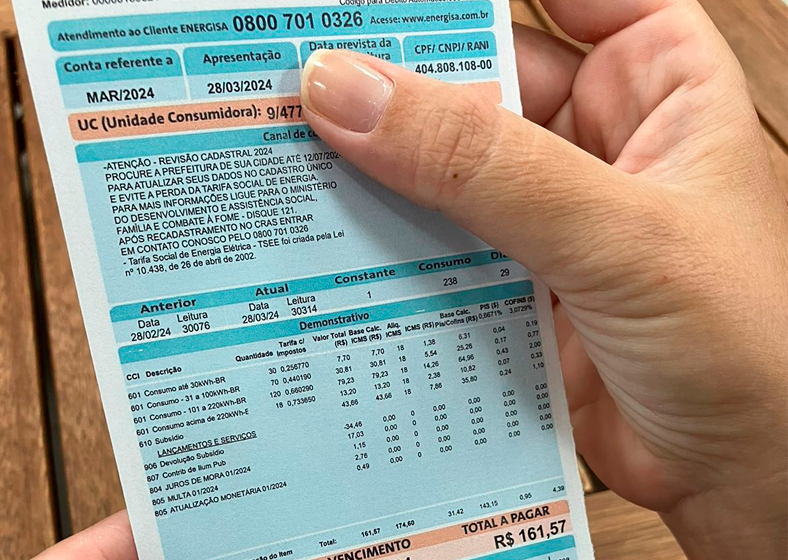 Medidor:
Código para Débito Automático
Atendimento ao Cliente ENERGISA 0800 701 0326 Acesse: www.energisa.com.br
Conta referente a
MAR/2024
Apresentação
28/03/2024
Data prevista da
CPF/ CNPJ/ RANI
404.808.108-00
UC (Unidade Consumidora): 9/477
Canal de
-ATENÇÃO - REVISÃO CADASTRAL 2024
PROCURE A PREFEITURA DE SUA CIDADE ATÉ 12/07/202
PARA ATUALIZAR SEUS DADOS NO CADASTRO ÚNICO
E EVITE A PERDA DA TARIFA SOCIAL DE ENERGIA.
PARA MAIS INFORMAÇÕES LIGUE PARA O MINISTÉRIO
DO DESENVOLVIMENTO E ASSISTÊNCIA SOCIAL,
FAMÍLIA E COMBATE À FOME - DISQUE 121.
APÓS RECADASTRAMENTO NO CRAS ENTRAR
EM CONTATO CONOSCO PELO 0800 701 0326
- Tarifa Social de Energia Elétrica - TSEE foi criada pela Lei
nº 10.438, de 26 de abril de 2002.
Anterior Atual Constante Consumo
Data Leitura Data Leitura 1 238 29
28/02/24 30076 28/03/24 30314
Demonstrativo
CCI Descrição Quantidade Tarifa c/ Impostos Valor Total (R$) Base Calc. ICMS (R$) Aliq. ICMS ICMS (R$) Base Calc. Pis/Cofins (R$) PIS ($) 0,6671% COFINS ($) 3,0729%
601 Consumo até 30kWh-BR 30 0,256770 7,70 7,70 18 1,38 6,31 0,04 0,19
601 Consumo - 31 a 100kWh-BR 70 0,440190 30,81 30,81 18 5,54 25,26 0,17 0,77
601 Consumo - 101 a 220kWh-BR 120 0,660290 79,23 79,23 18 14,26 64,96 0,43 2,00
601 Consumo acima de 220kWh-E 18 0,733650 13,20 13,20 18 2,38 10,82 0,07 0,33
610 Subsídio 43,66 43,66 18 7,86 35,80 0,24 1,10
LANÇAMENTOS E SERVIÇOS
906 Devolução Subsídio -34,46 0,00 0 0,00 0,00 0,00 0,00
807 Contrib de Ilum Pub 17,03 0,00 0 0,00 0,00 0,00 0,00
804 JUROS DE MORA 01/2024 1,15 0,00 0 0,00 0,00 0,00 0,00
805 MULTA 01/2024 2,76 0,00 0 0,00 0,00 0,00 0,00
805 ATUALIZAÇÃO MONETÁRIA 01/2024 0,49 0,00 0 0,00 0,00 0,00 0,00
do Item Total: 161,57 174,60 31,42 143,15 0,95 4,39
VENCIMENTO TOTAL A PAGAR
R$ 161,57